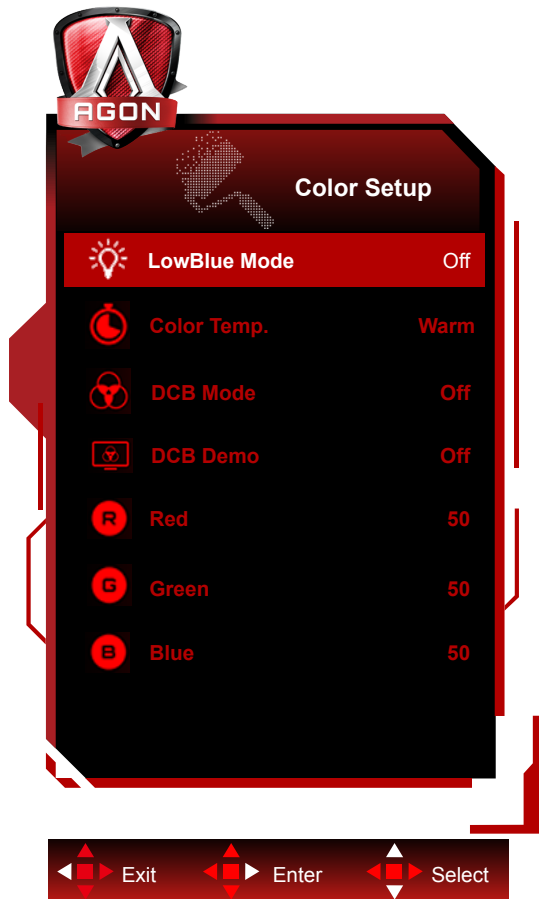 AGON
Color Setup
LowBlue Mode Off
Color Temp. Warm
DCB Mode Off
DCB Demo Off
R Red 50
G Green 50
B Blue 50
Exit Enter Select